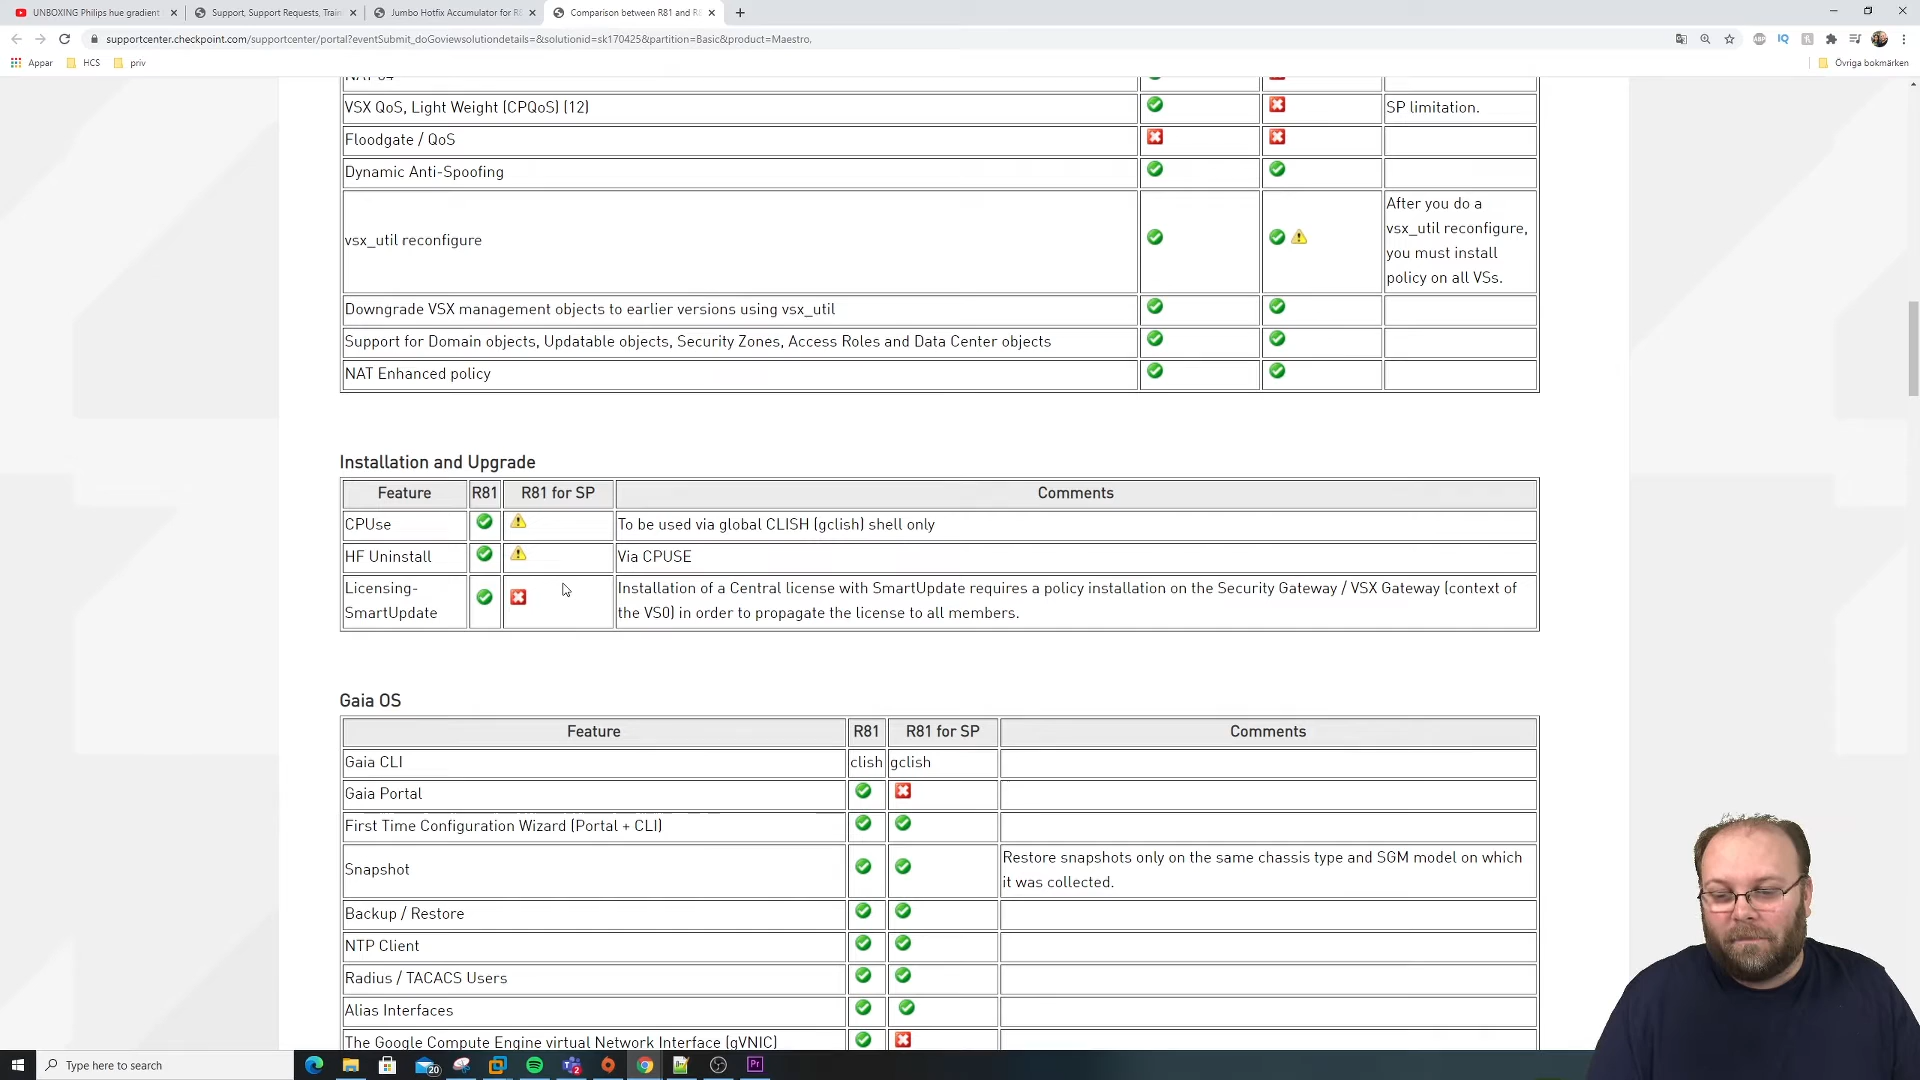 UNBOXING Philips hue gradient
Support, Support Requests, Train
Jumbo Hotfix Accumulator for R8
Comparison between R81 and R8
supportcenter.checkpoint.com/supportcenter/portal?eventSubmit_doGoviewsolutiondetails=&solutionid=sk170425&partition=Basic&product=Maestro.
ABP
IQ
Appar
HCS
priv
Övriga bokmärken
VSX QoS, Light Weight (CPQoS) (12)
SP limitation.
Floodgate / QoS
Dynamic Anti-Spoofing
vsx_util reconfigure
After you do a
vsx_util reconfigure,
you must install
policy on all VSs.
Downgrade VSX management objects to earlier versions using vsx_util
Support for Domain objects, Updatable objects, Security Zones, Access Roles and Data Center objects
NAT Enhanced policy
Installation and Upgrade
Feature R81 R81 for SP Comments
CPUse To be used via global CLISH (gclish) shell only
HF Uninstall Via CPUSE
Licensing-
SmartUpdate
Installation of a Central license with SmartUpdate requires a policy installation on the Security Gateway / VSX Gateway (context of
the VS0) in order to propagate the license to all members.
Gaia OS
Feature R81 R81 for SP Comments
Gaia CLI clish gclish
Gaia Portal
First Time Configuration Wizard (Portal + CLI)
Snapshot
Restore snapshots only on the same chassis type and SGM model on which
it was collected.
Backup / Restore
NTP Client
Radius / TACACS Users
Alias Interfaces
The Google Compute Engine virtual Network Interface (gVNIC)
Type here to search
20
2
Pr